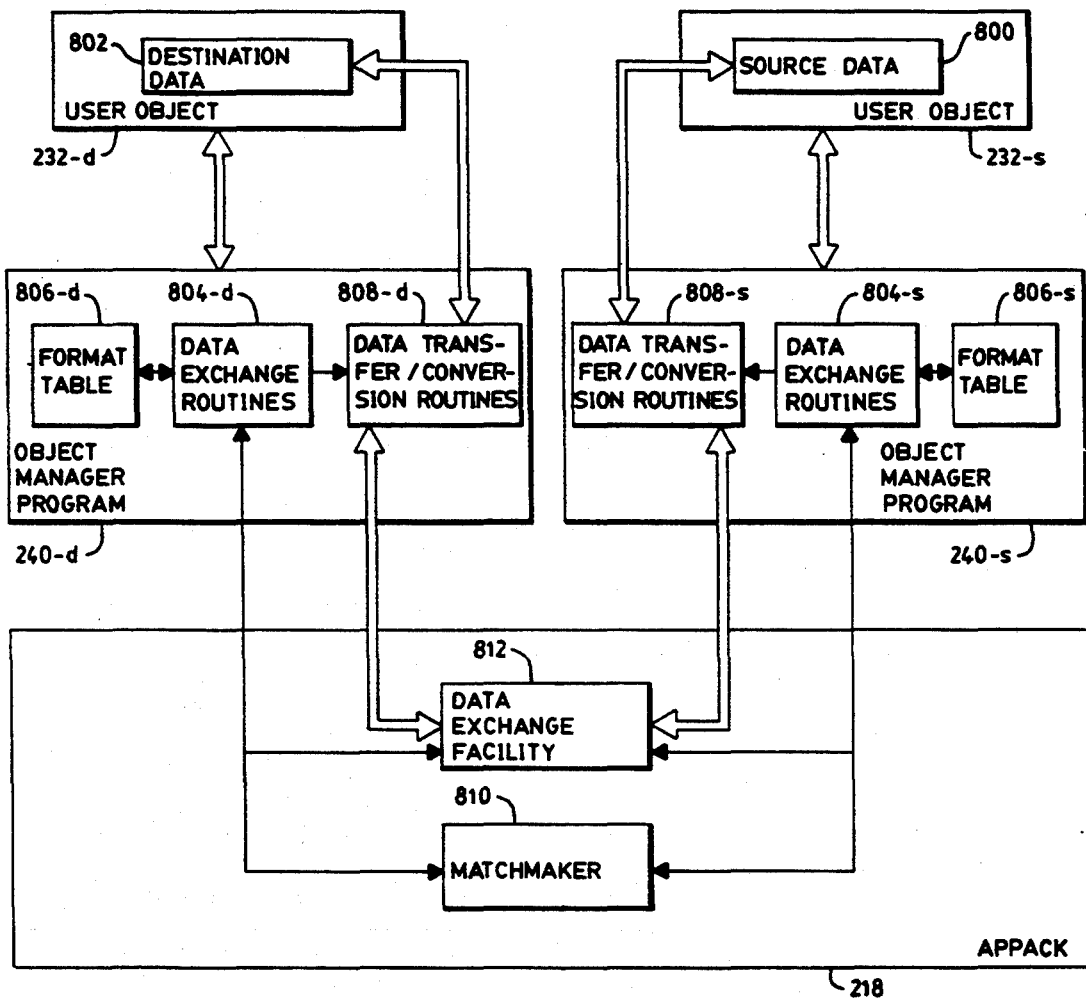 802
DESTINATION
DATA
USER OBJECT
232-d
800
SOURCE DATA
USER OBJECT
232-s
806-d
804-d
808-d
FORMAT
TABLE
DATA
EXCHANGE
ROUTINES
DATA TRANS-
FER/CONVER-
SION ROUTINES
OBJECT
MANAGER
PROGRAM
240-d
808-s
804-s
806-s
DATA TRANS-
FER/CONVER-
SION ROUTINES
DATA
EXCHANGE
ROUTINES
FORMAT
TABLE
OBJECT
MANAGER
PROGRAM
240-s
812
DATA
EXCHANGE
FACILITY
810
MATCHMAKER
APPACK
218